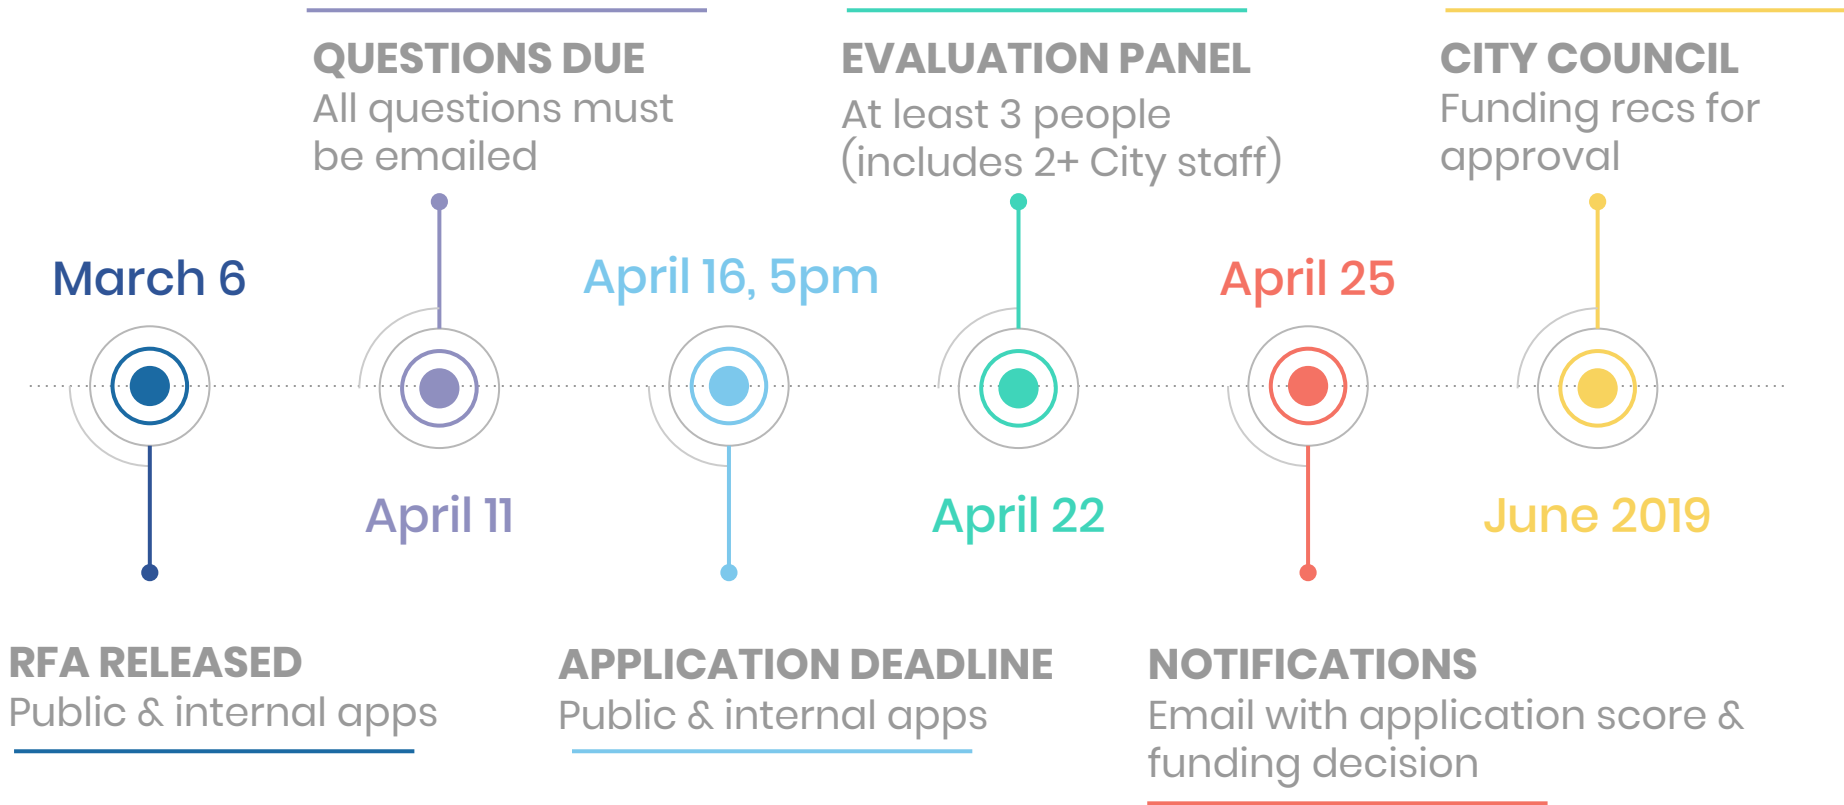 QUESTIONS DUE
All questions must
be emailed
EVALUATION PANEL
At least 3 people
(includes 2+ City staff)
CITY COUNCIL
Funding recs for
approval
March 6
April 16, 5pm
April 25
April 11
April 22
June 2019
RFA RELEASED
Public & internal apps
APPLICATION DEADLINE
Public & internal apps
NOTIFICATIONS
Email with application score &
funding decision